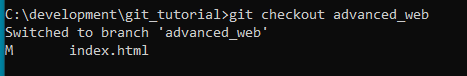 C:\development\git_tutorial>git checkout advanced_web
Switched to branch 'advanced_web'
M       index.html